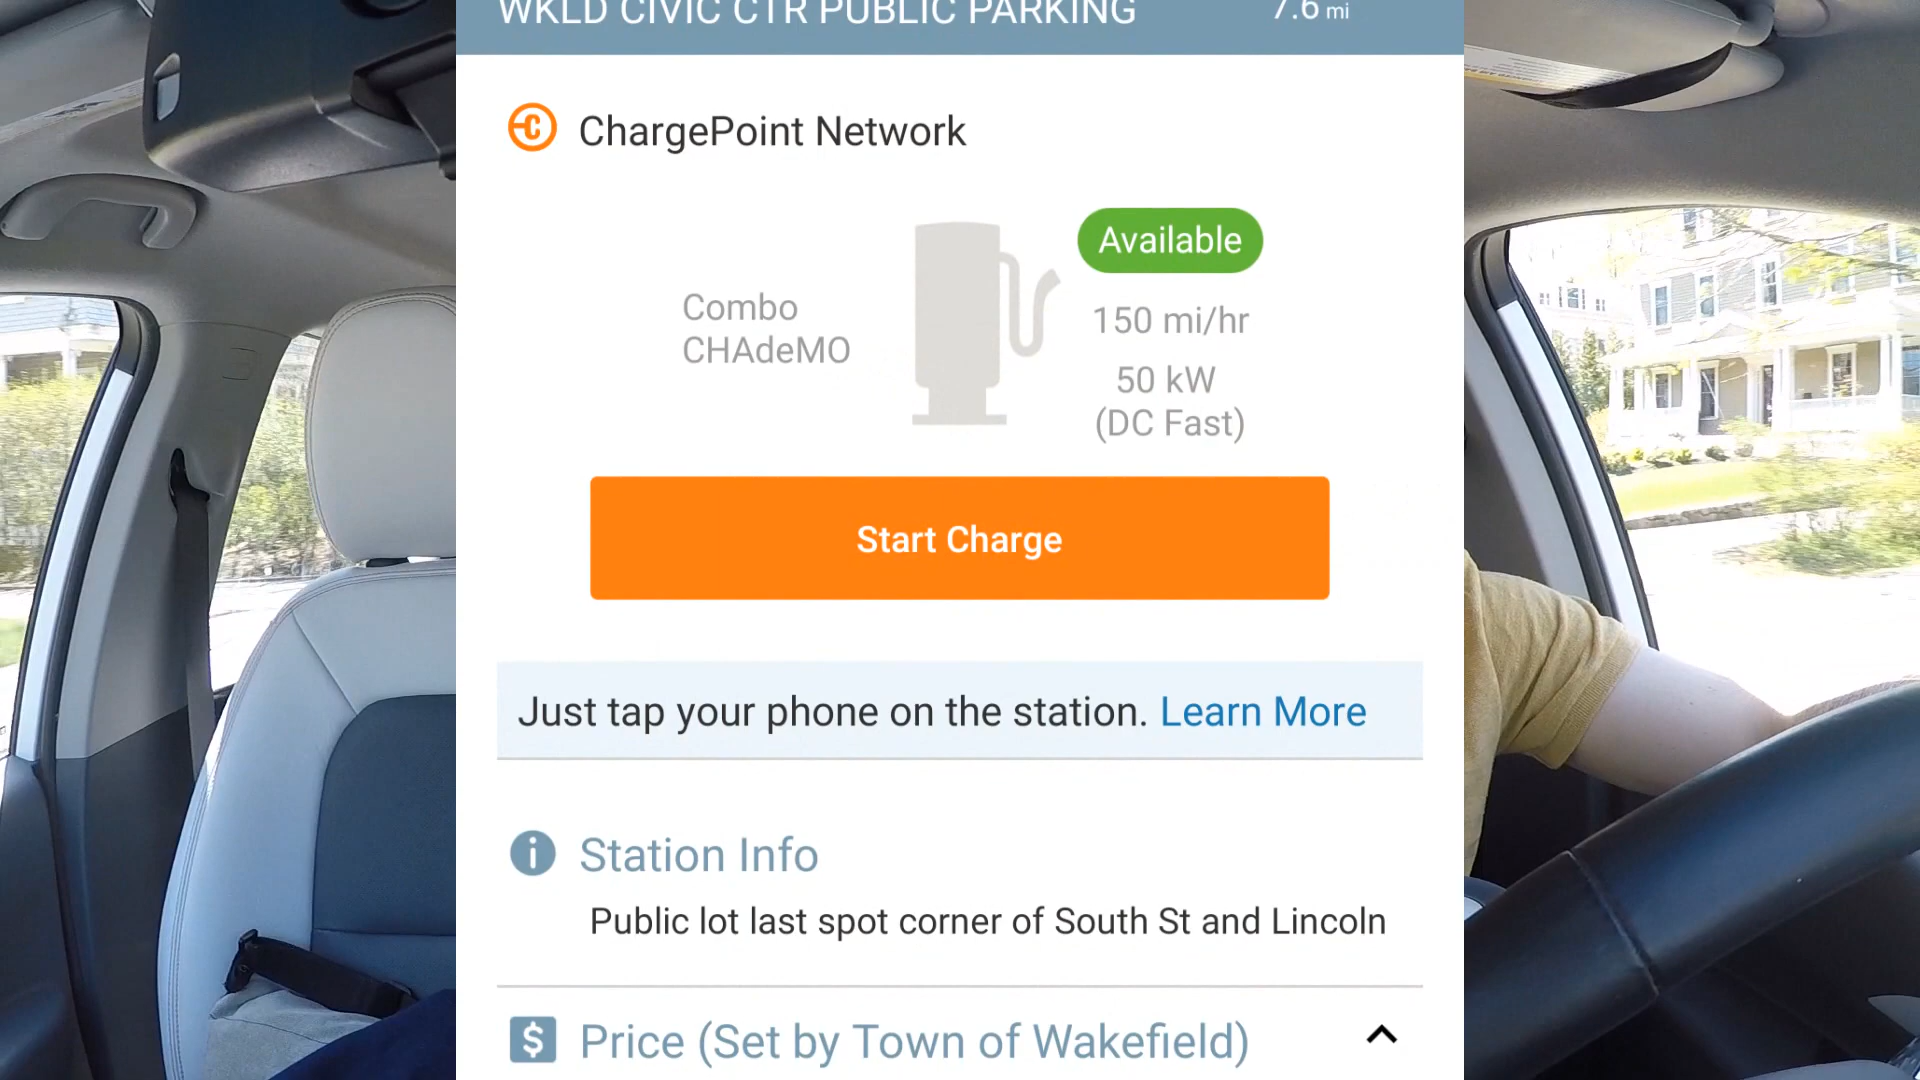 WKLD CIVIC CTR PUBLIC PARKING 7.6 mi
ChargePoint Network
Available
Combo
CHAdeMO
150 mi/hr
50 kW
(DC Fast)
Start Charge
Just tap your phone on the station. Learn More
Station Info
Public lot last spot corner of South St and Lincoln
Price (Set by Town of Wakefield)